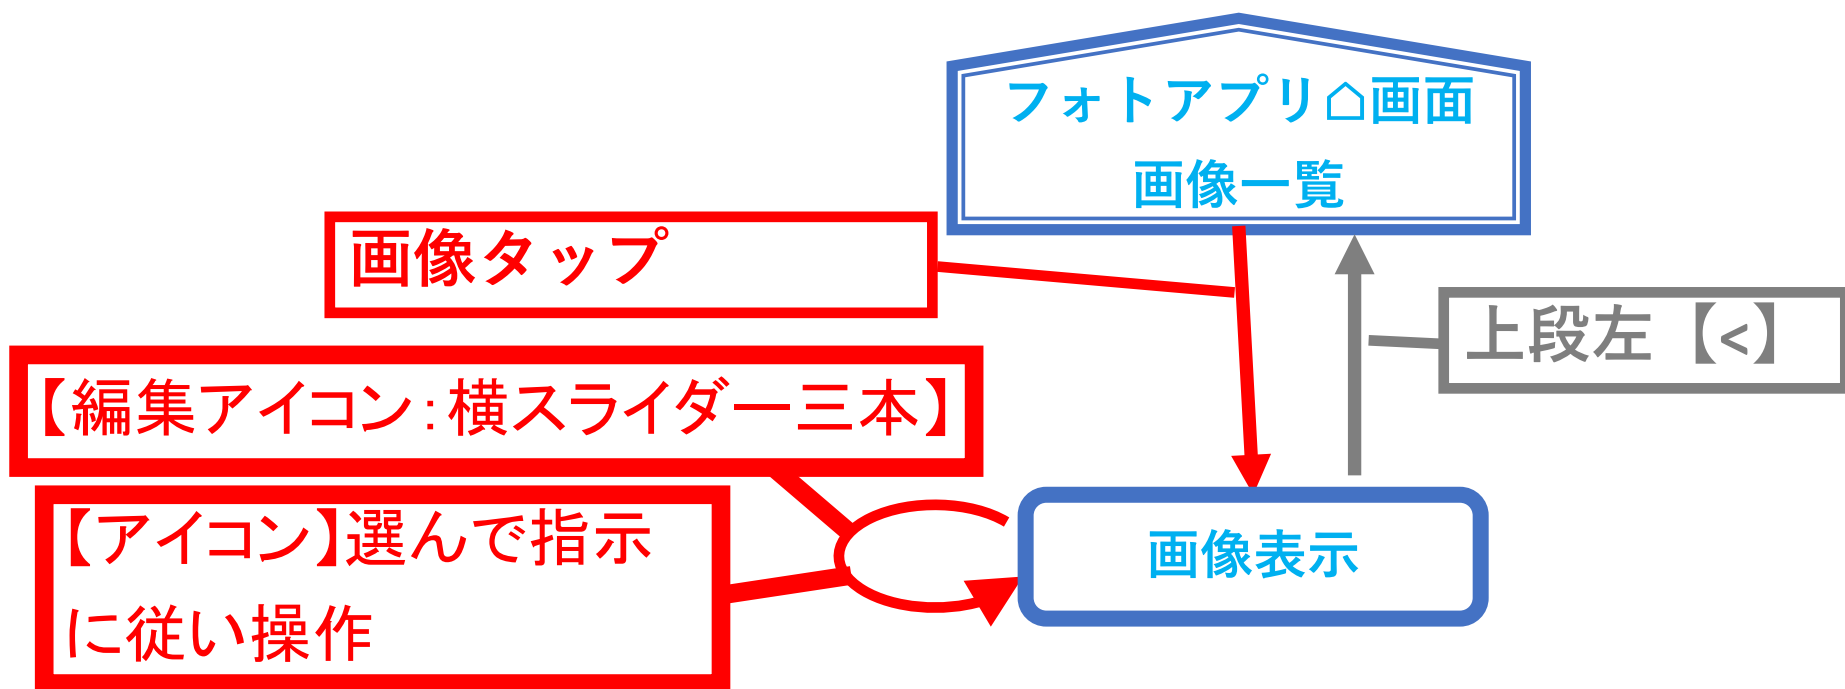 フォトアプリ⌂画面
画像一覧
画像タップ
上段左【<】
【編集アイコン：横スライダー三本】
【アイコン】選んで指示
に従い操作
画像表示